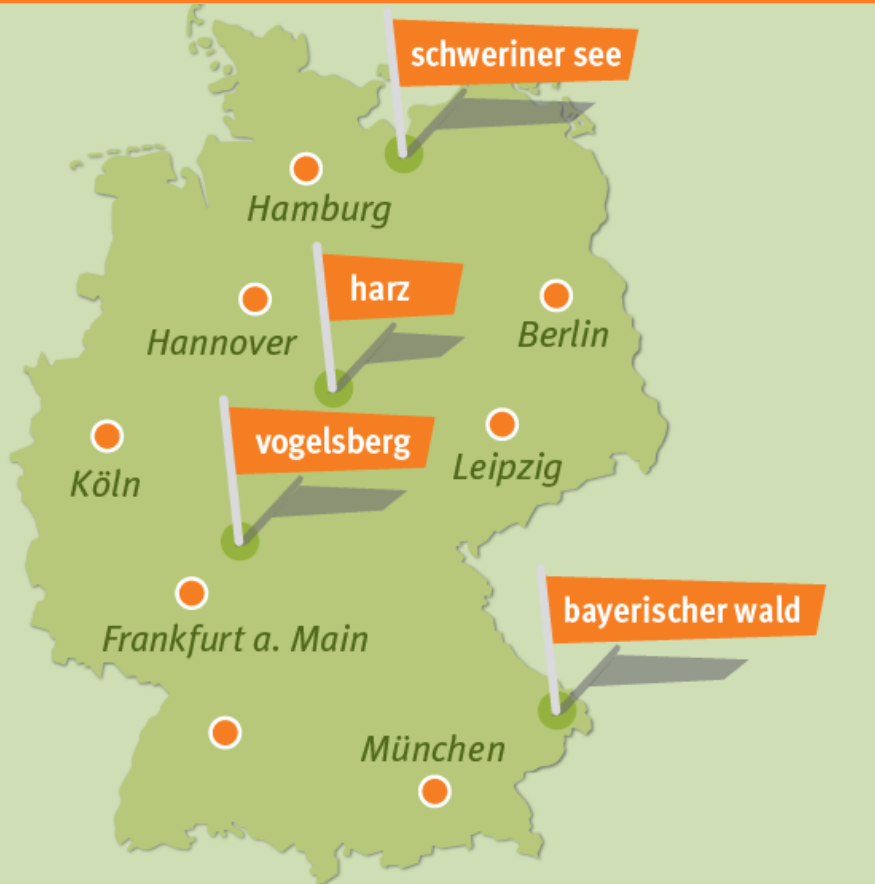 schweriner see
Hamburg
harz
Hannover
Berlin
vogelsberg
Leipzig
Köln
bayerischer wald
Frankfurt a. Main
München